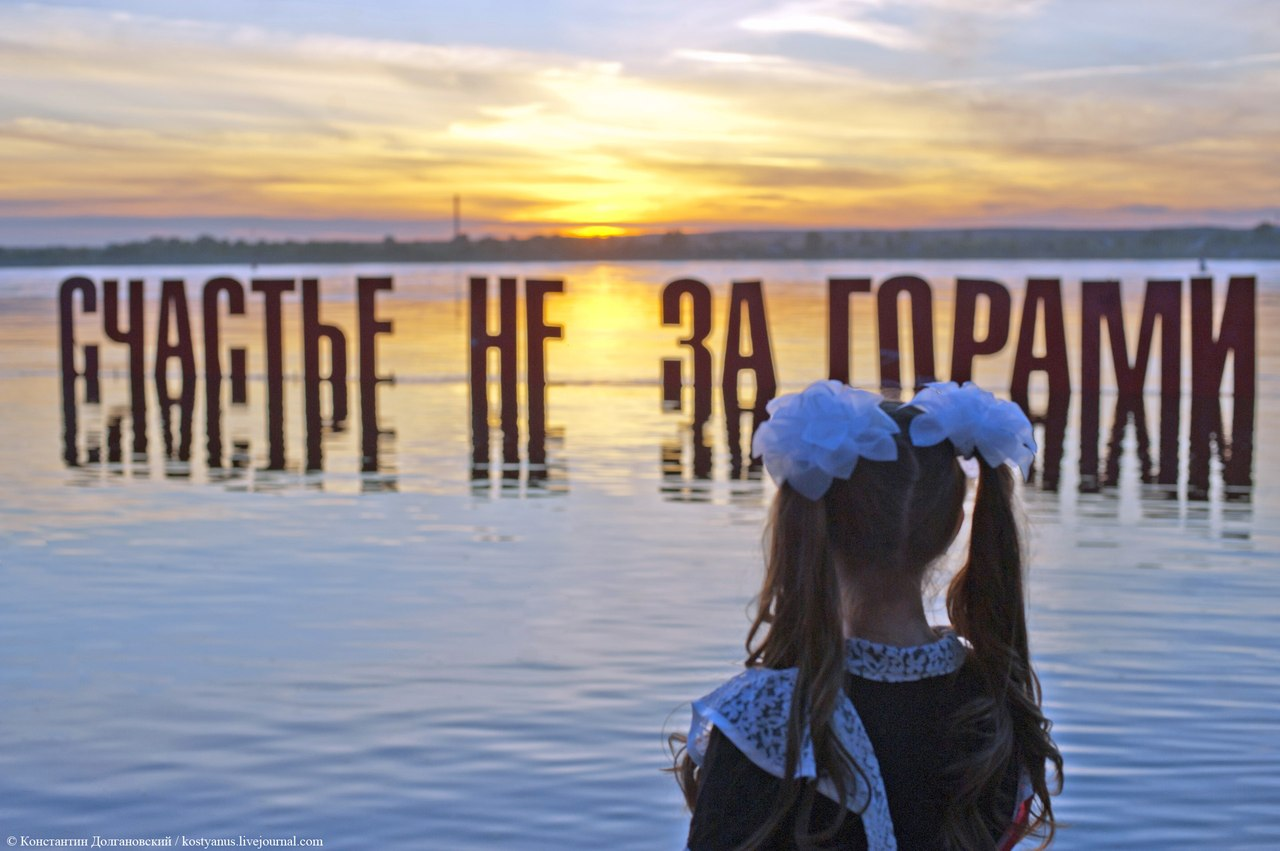 СЧАСТЬЕ НЕ ЗА ГОРАМИ
© Константин Долгановский / kostyanus.livejournal.com